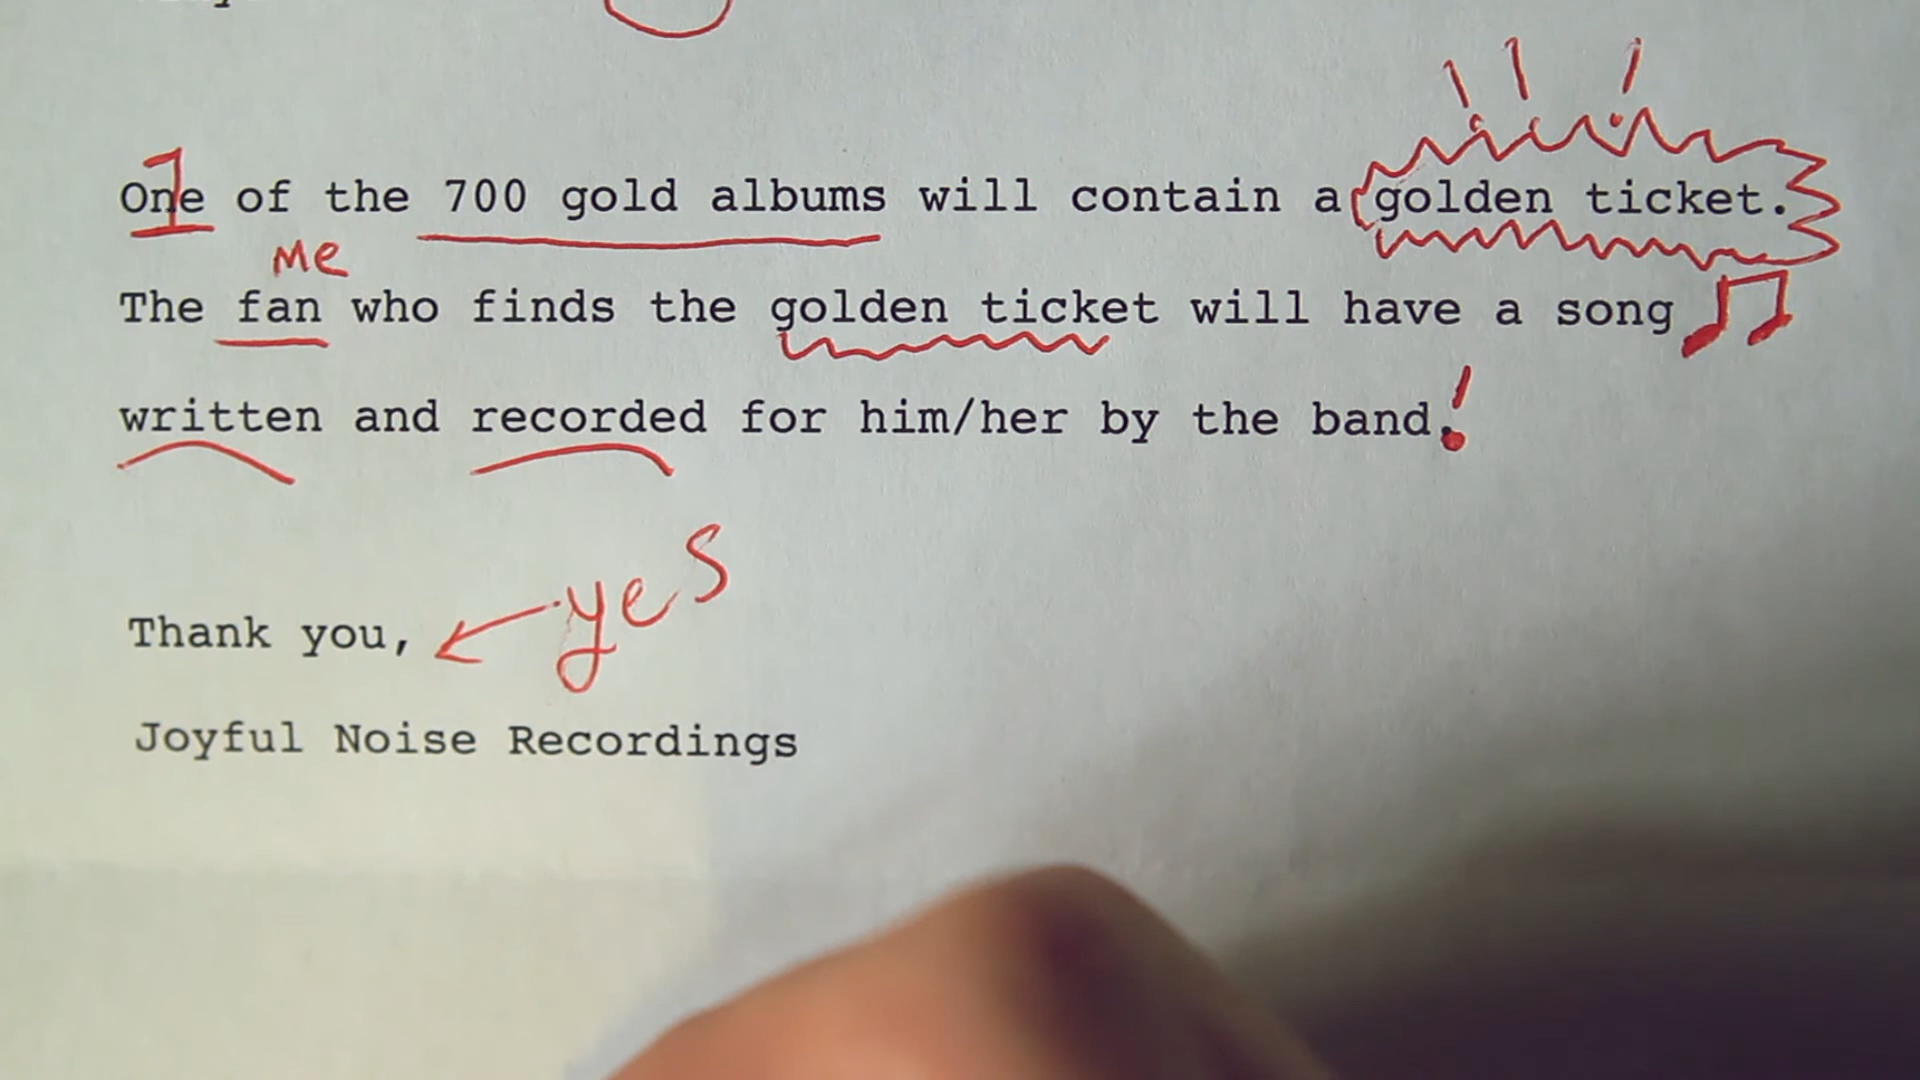 One of the 700 gold albums will contain a golden ticket.
1
me
The fan who finds the golden ticket will have a song
written and recorded for him/her by the band.!
yes
Thank you,
Joyful Noise Recordings